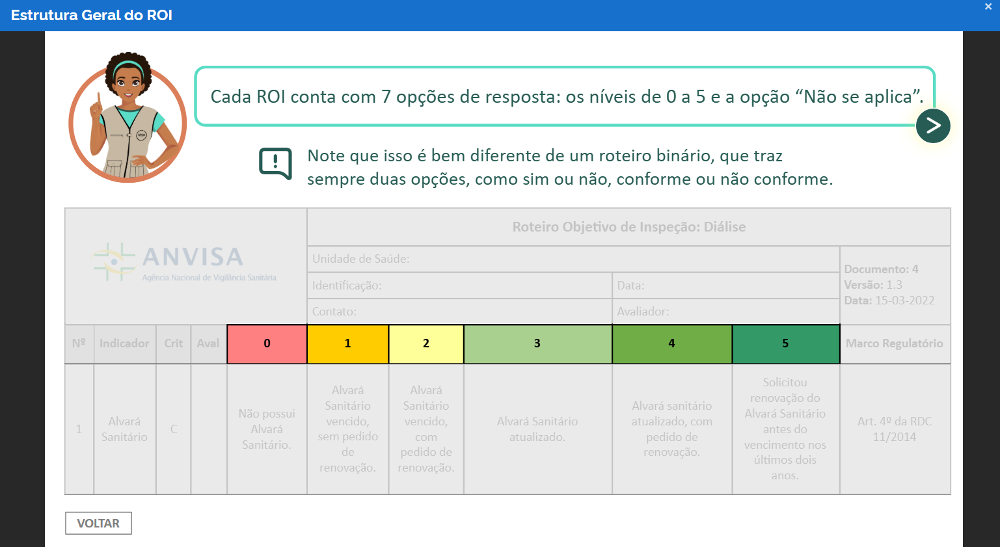 Estrutura Geral do ROI
×
VISA
Cada ROI conta com 7 opções de resposta: os níveis de 0 a 5 e a opção “Não se aplica”.
>
!
Note que isso é bem diferente de um roteiro binário, que traz
sempre duas opções, como sim ou não, conforme ou não conforme.
ANVISA
Agência Nacional de Vigilância Sanitária
Roteiro Objetivo de Inspeção: Diálise
Unidade de Saúde:
Identificação:
Data:
Contato:
Avaliador:
Documento: 4
Versão: 1.3
Data: 15-03-2022
Nº
Indicador
Crit
Aval
0
1
2
3
4
5
Marco Regulatório
1
Alvará
Sanitário
C
Não possui
Alvará
Sanitário.
Alvará
Sanitário
vencido,
sem pedido
de
renovação.
Alvará
Sanitário
vencido,
com
pedido de
renovação.
Alvará Sanitário
atualizado.
Alvará sanitário
atualizado, com
pedido de
renovação.
Solicitou
renovação do
Alvará Sanitário
antes do
vencimento nos
últimos dois
anos.
Art. 4º da RDC
11/2014
VOLTAR